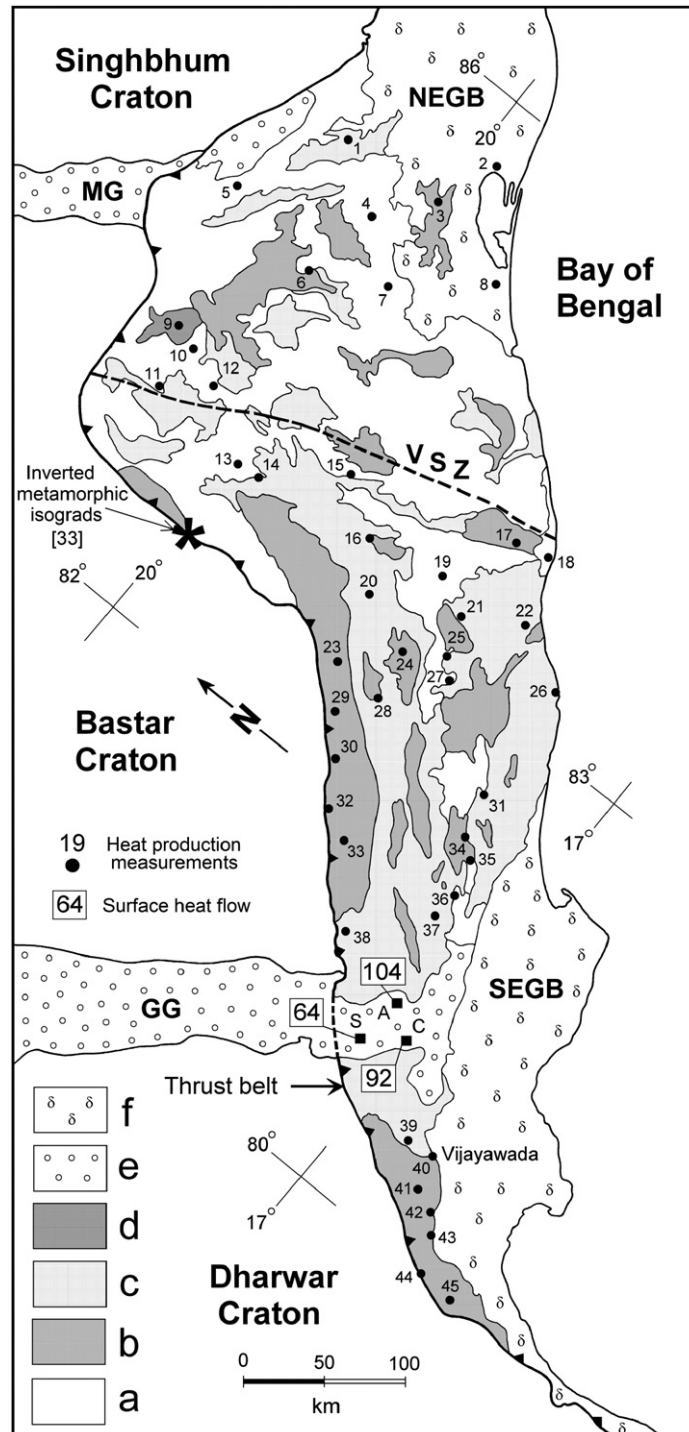 Singhbhum
Craton
86°
NEGB
20°
1
2
MG
5
4
3
Bay of
Bengal
6
7
8
9
10
11
12
VSZ
13
14
15
Inverted
metamorphic
isograds
[33]
16
17
18
82° 20°
19
20
21
22
25
23
24
27
26
28
29
N
Bastar
Craton
30
83°
31
17°
32
19 Heat production
measurements
33
34
35
64 Surface heat flow
36
37
38
104
SEGB
GG
64
S
A
C
92
Thrust belt
f
39
80°
40
Vijayawada
e
41
17°
42
d
43
Dharwar
Craton
44
45
c
0 50 100
km
b
a
δ δ δ